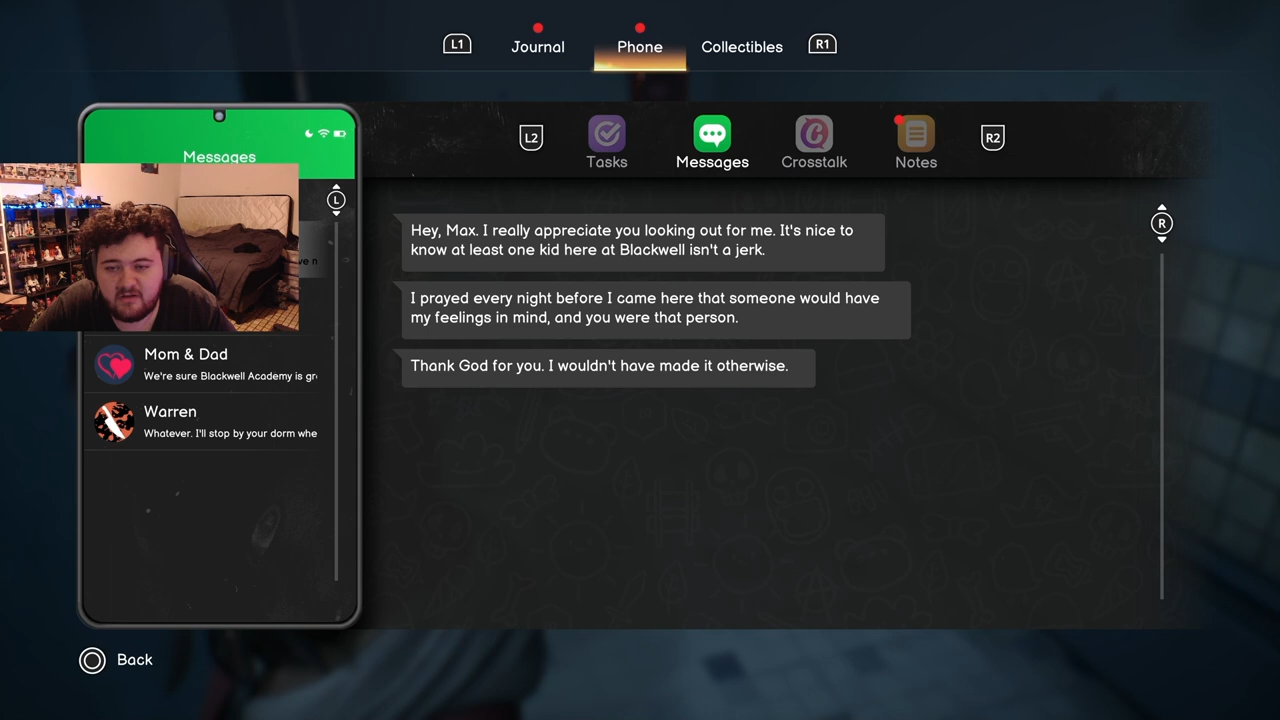 L1 Journal Phone Collectibles R1
Messages
L2 Tasks Messages Crosstalk Notes R2
L
R
Hey, Max. I really appreciate you looking out for me. It's nice to
know at least one kid here at Blackwell isn't a jerk.
I prayed every night before I came here that someone would have
my feelings in mind, and you were that person.
Thank God for you. I wouldn't have made it otherwise.
Mom & Dad
We're sure Blackwell Academy is gr
Warren
Whatever. I'll stop by your dorm whe
Back